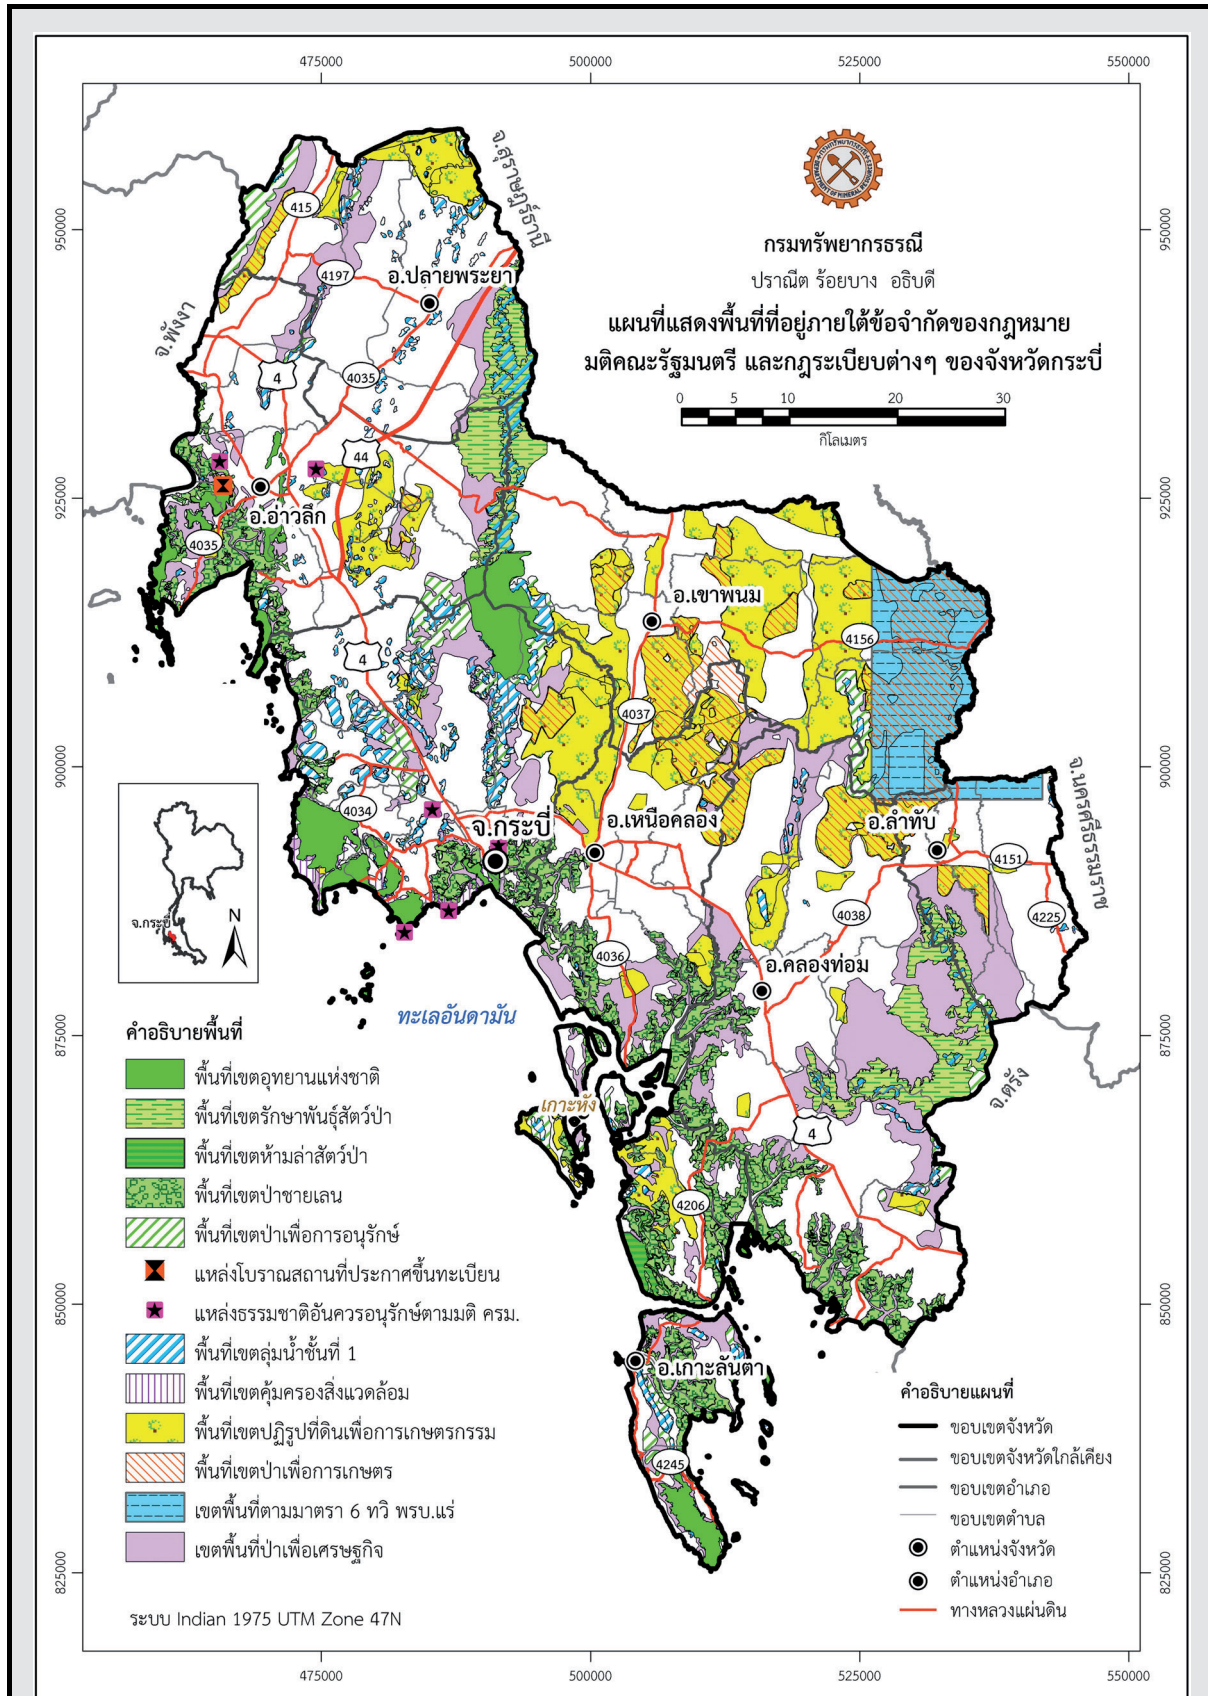 475000
500000
525000
550000
กรมทรัพยากรธรณี
DEPARTMENT OF MINERAL RESOURCES
กรมทรัพยากรธรณี
ปราณีต ร้อยบาง อธิบดี
แผนที่แสดงพื้นที่ที่อยู่ภายใต้ข้อจำกัดของกฎหมาย
มติคณะรัฐมนตรี และกฎระเบียบต่างๆ ของจังหวัดกระบี่
0 5 10 20 30
กิโลเมตร
950000
950000
925000
925000
900000
900000
875000
875000
850000
850000
825000
825000
จ.สุราษฎร์ธานี
จ.พังงา
จ.นครศรีธรรมราช
จ.ตรัง
415
4197
อ.ปลายพระยา
4
4035
44
อ.อ่าวลึก
4035
อ.เขาพนม
4156
4
4037
4034
จ.กระบี่
อ.เหนือคลอง
อ.ลำทับ
4151
4038
4225
4036
อ.คลองท่อม
ทะเลอันดามัน
เกาะหัง
4
4206
อ.เกาะลันตา
4245
จ.กระบี่
N
คำอธิบายพื้นที่
พื้นที่เขตอุทยานแห่งชาติ
พื้นที่เขตรักษาพันธุ์สัตว์ป่า
พื้นที่เขตห้ามล่าสัตว์ป่า
พื้นที่เขตป่าชายเลน
พื้นที่เขตป่าเพื่อการอนุรักษ์
แหล่งโบราณสถานที่ประกาศขึ้นทะเบียน
แหล่งธรรมชาติอันควรอนุรักษ์ตามมติ ครม.
พื้นที่เขตลุ่มน้ำชั้นที่ 1
พื้นที่เขตคุ้มครองสิ่งแวดล้อม
พื้นที่เขตปฏิรูปที่ดินเพื่อการเกษตรกรรม
พื้นที่เขตป่าเพื่อการเกษตร
เขตพื้นที่ตามมาตรา 6 ทวิ พรบ.แร่
เขตพื้นที่ป่าเพื่อเศรษฐกิจ
ระบบ Indian 1975 UTM Zone 47N
คำอธิบายแผนที่
ขอบเขตจังหวัด
ขอบเขตจังหวัดใกล้เคียง
ขอบเขตอำเภอ
ขอบเขตตำบล
ตำแหน่งจังหวัด
ตำแหน่งอำเภอ
ทางหลวงแผ่นดิน
475000
500000
525000
550000